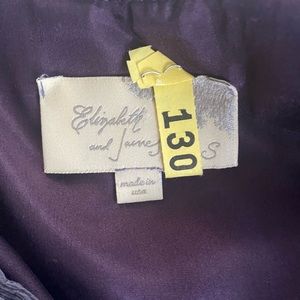 Elizabeth
and James
130
made in
usa